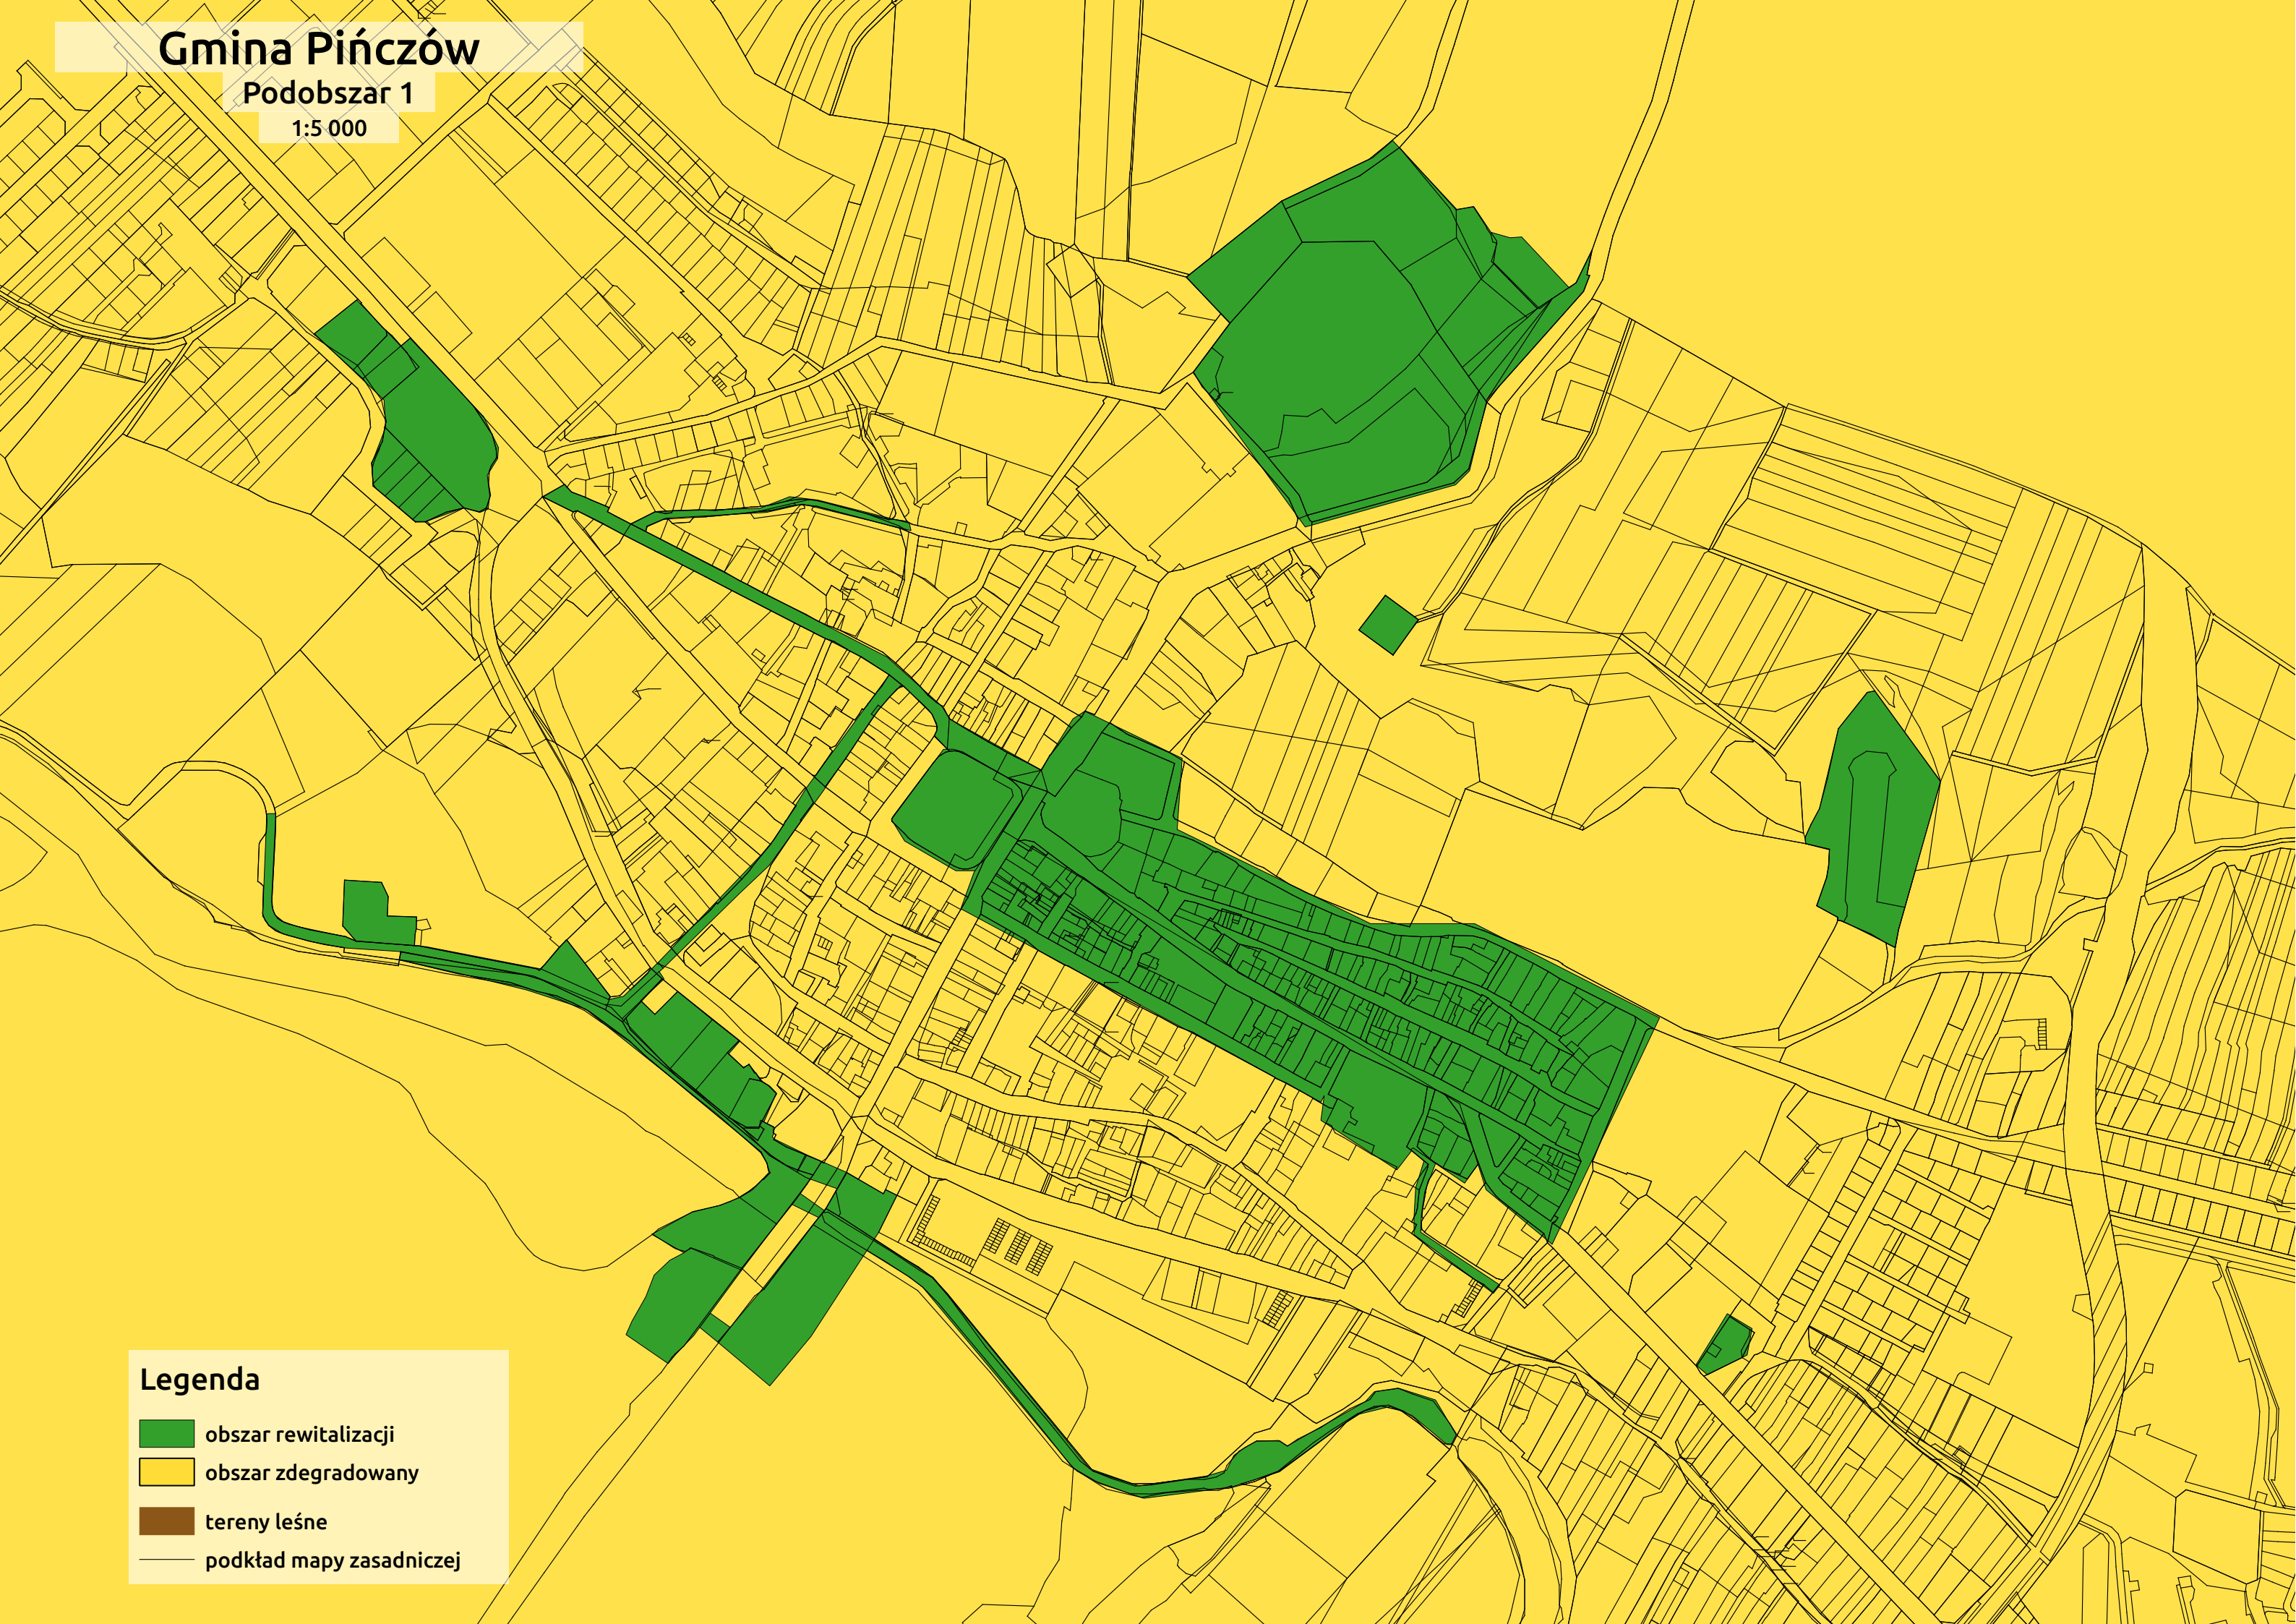 Gmina Pińczów
Podobszar 1
1:5 000
Legenda
obszar rewitalizacji
obszar zdegradowany
tereny leśne
podkład mapy zasadniczej